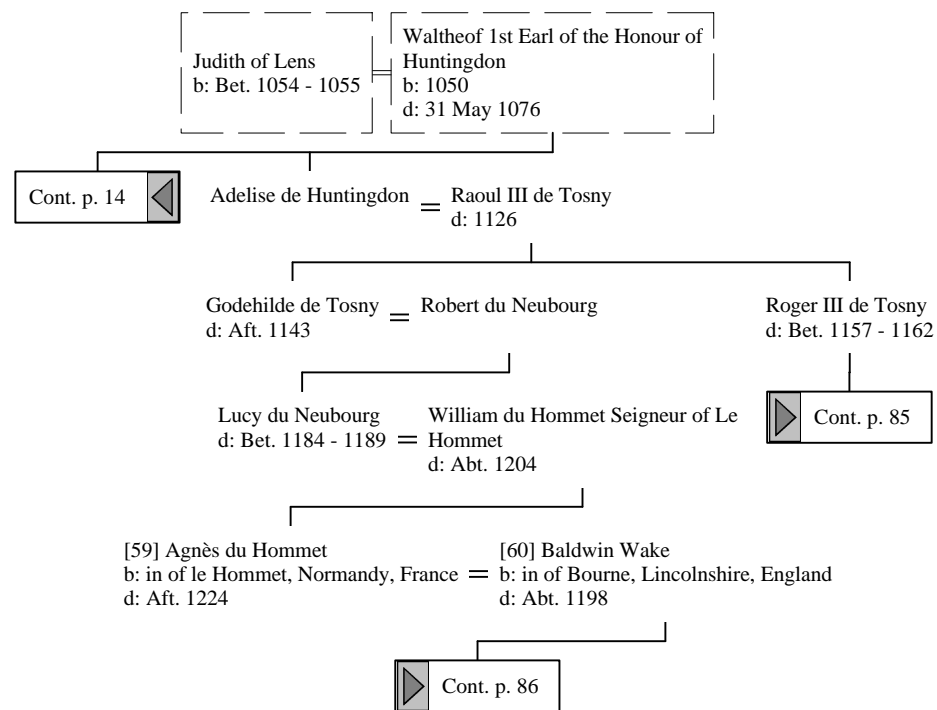 Judith of Lens
b: Bet. 1054 - 1055
Waltheof 1st Earl of the Honour of
Huntingdon
b: 1050
d: 31 May 1076
Cont. p. 14
Adelise de Huntingdon
=
Raoul III de Tosny
d: 1126
Godehilde de Tosny
d: Aft. 1143
=
Robert du Neubourg
Roger III de Tosny
d: Bet. 1157 - 1162
Cont. p. 85
Lucy du Neubourg
d: Bet. 1184 - 1189
=
William du Hommet Seigneur of Le
Hommet
d: Abt. 1204
[59] Agnès du Hommet
b: in of le Hommet, Normandy, France
d: Aft. 1224
=
[60] Baldwin Wake
b: in of Bourne, Lincolnshire, England
d: Abt. 1198
Cont. p. 86